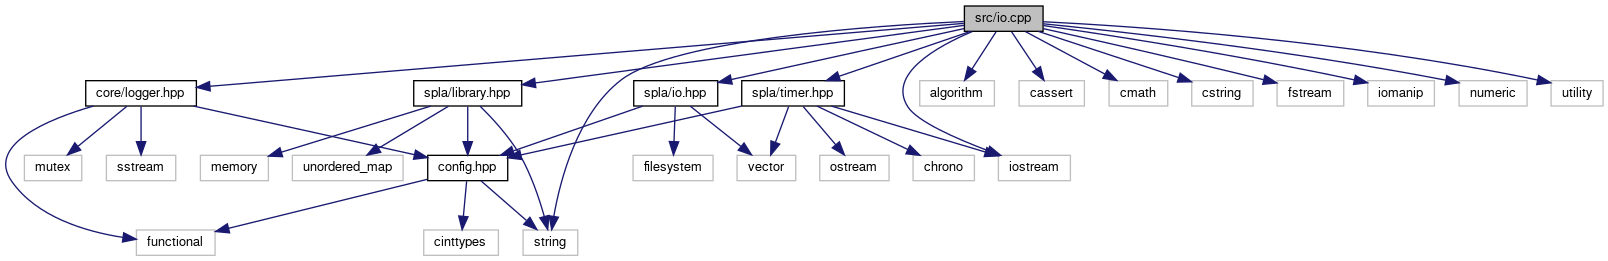 src/io.cpp
core/logger.hpp
spla/library.hpp
spla/io.hpp
spla/timer.hpp
algorithm
cassert
cmath
cstring
fstream
iomanip
numeric
utility
mutex
sstream
memory
unordered_map
config.hpp
filesystem
vector
ostream
chrono
iostream
functional
cinttypes
string